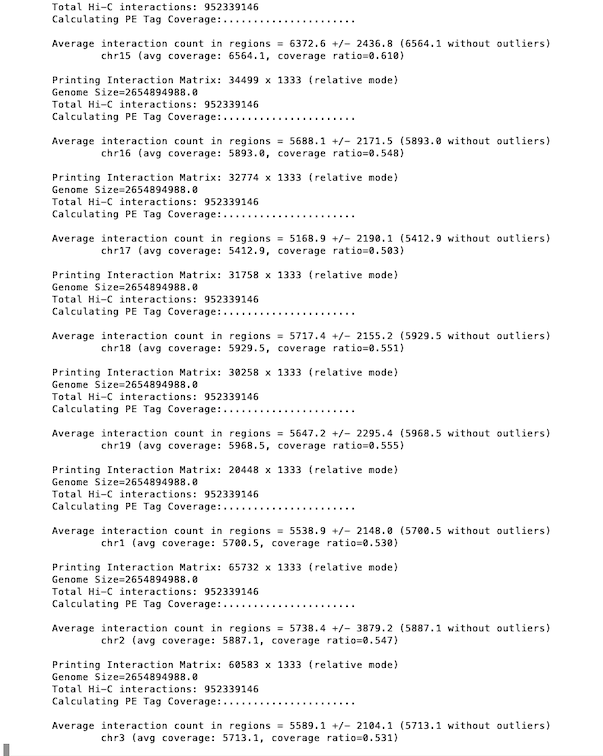 Total Hi-C interactions: 952339146
Calculating PE Tag Coverage:......................
Average interaction count in regions = 6372.6 +/- 2436.8 (6564.1 without outliers)
chr15 (avg coverage: 6564.1, coverage ratio=0.610)
Printing Interaction Matrix: 34499 x 1333 (relative mode)
Genome Size=2654894988.0
Total Hi-C interactions: 952339146
Calculating PE Tag Coverage:......................
Average interaction count in regions = 5688.1 +/- 2171.5 (5893.0 without outliers)
chr16 (avg coverage: 5893.0, coverage ratio=0.548)
Printing Interaction Matrix: 32774 x 1333 (relative mode)
Genome Size=2654894988.0
Total Hi-C interactions: 952339146
Calculating PE Tag Coverage:......................
Average interaction count in regions = 5168.9 +/- 2190.1 (5412.9 without outliers)
chr17 (avg coverage: 5412.9, coverage ratio=0.503)
Printing Interaction Matrix: 31758 x 1333 (relative mode)
Genome Size=2654894988.0
Total Hi-C interactions: 952339146
Calculating PE Tag Coverage:......................
Average interaction count in regions = 5717.4 +/- 2155.2 (5929.5 without outliers)
chr18 (avg coverage: 5929.5, coverage ratio=0.551)
Printing Interaction Matrix: 30258 x 1333 (relative mode)
Genome Size=2654894988.0
Total Hi-C interactions: 952339146
Calculating PE Tag Coverage:......................
Average interaction count in regions = 5647.2 +/- 2295.4 (5968.5 without outliers)
chr19 (avg coverage: 5968.5, coverage ratio=0.555)
Printing Interaction Matrix: 20448 x 1333 (relative mode)
Genome Size=2654894988.0
Total Hi-C interactions: 952339146
Calculating PE Tag Coverage:......................
Average interaction count in regions = 5538.9 +/- 2148.0 (5700.5 without outliers)
chr1 (avg coverage: 5700.5, coverage ratio=0.530)
Printing Interaction Matrix: 65732 x 1333 (relative mode)
Genome Size=2654894988.0
Total Hi-C interactions: 952339146
Calculating PE Tag Coverage:......................
Average interaction count in regions = 5738.4 +/- 3879.2 (5887.1 without outliers)
chr2 (avg coverage: 5887.1, coverage ratio=0.547)
Printing Interaction Matrix: 60583 x 1333 (relative mode)
Genome Size=2654894988.0
Total Hi-C interactions: 952339146
Calculating PE Tag Coverage:......................
Average interaction count in regions = 5589.1 +/- 2104.1 (5713.1 without outliers)
chr3 (avg coverage: 5713.1, coverage ratio=0.531)